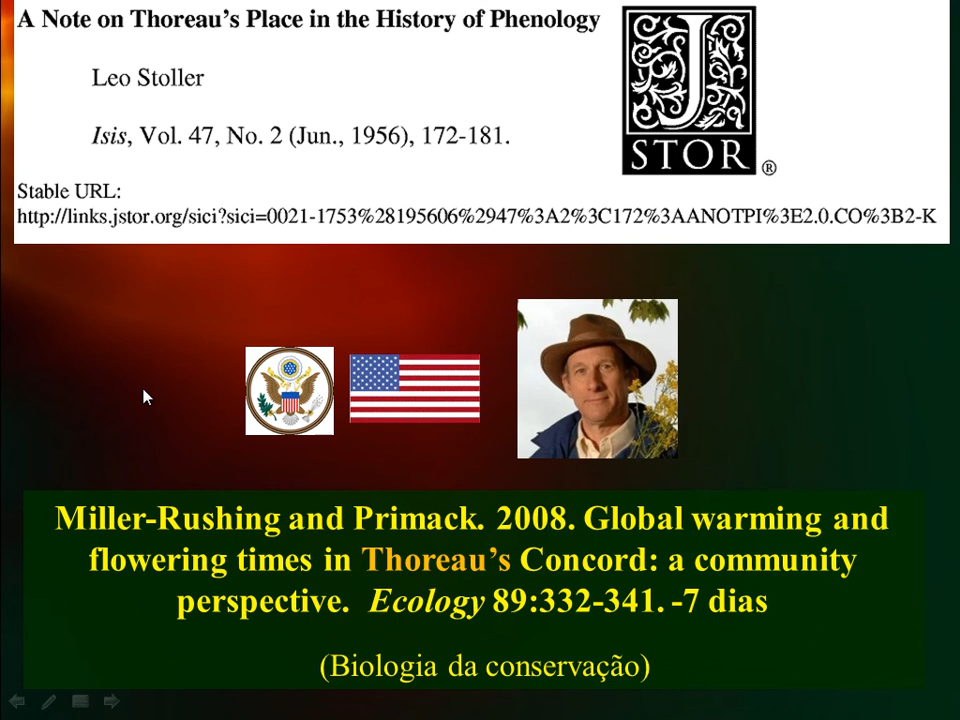 A Note on Thoreau's Place in the History of Phenology
Leo Stoller
Isis, Vol. 47, No. 2 (Jun., 1956), 172-181.
JSTOR®
Stable URL:
http://links.jstor.org/sici?sici=0021-1753%28195606%2947%3A2%3C172%3AANOTPI%3E2.0.CO%3B2-K
Miller-Rushing and Primack. 2008. Global warming and
flowering times in Thoreau's Concord: a community
perspective. Ecology 89:332-341. -7 dias
(Biologia da conservação)